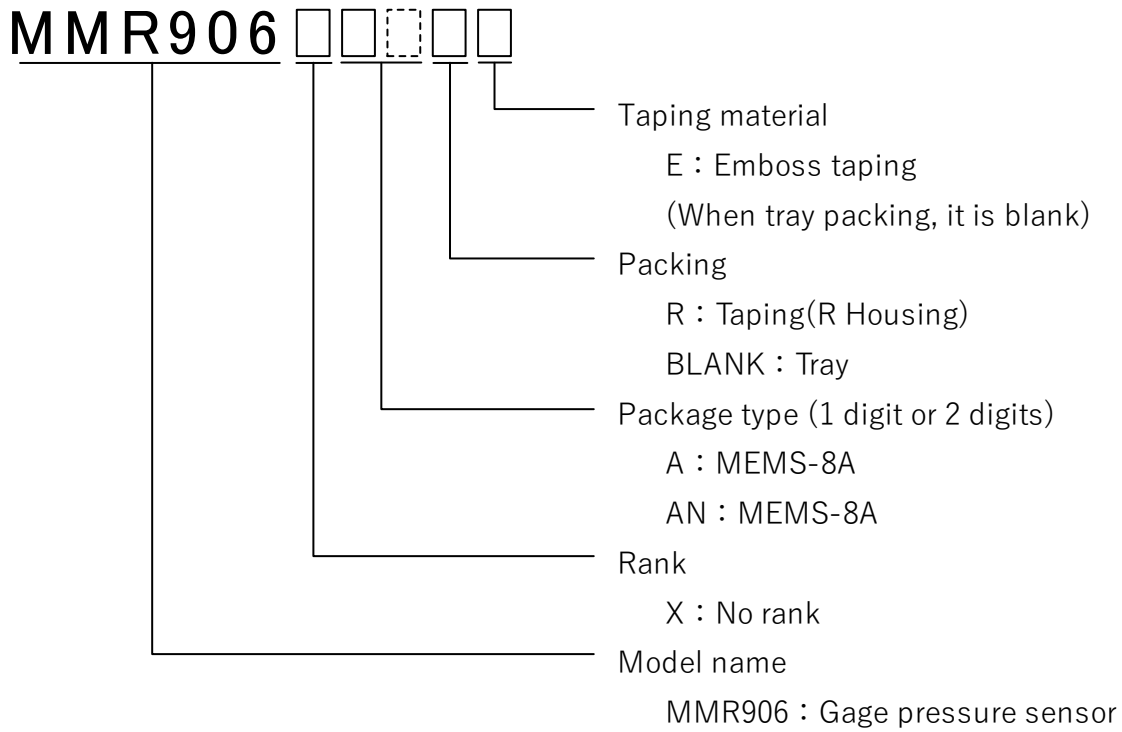 MMR906
Taping material
E：Emboss taping
(When tray packing, it is blank)
Packing
R：Taping(R Housing)
BLANK：Tray
Package type (1 digit or 2 digits)
A：MEMS-8A
AN：MEMS-8A
Rank
X：No rank
Model name
MMR906：Gage pressure sensor